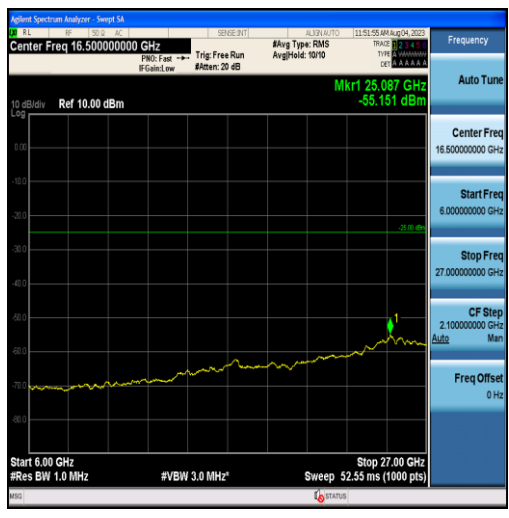 Agilent Spectrum Analyzer - Swept SA
RL RF 50 Ω AC SENSE:INT ALIGN AUTO 11:51:55 AM Aug 04, 2023
Center Freq 16.500000000 GHz
PNO: Fast
IFGain:Low
Trig: Free Run
#Atten: 20 dB
#Avg Type: RMS
Avg|Hold: 10/10
TRACE 1 2 3 4 5 6
TYPE A
DET A A A A A A
Mkr1 25.087 GHz
-55.151 dBm
10 dB/div Ref 10.00 dBm
Log
0.00
-10.0
-20.0
-25.00 dBm
-30.0
-40.0
-50.0
1
-60.0
-70.0
-80.0
Start 6.00 GHz Stop 27.00 GHz
#Res BW 1.0 MHz #VBW 3.0 MHz* Sweep 52.55 ms (1000 pts)
MSG STATUS
Frequency
Auto Tune
Center Freq
16.500000000 GHz
Start Freq
6.000000000 GHz
Stop Freq
27.000000000 GHz
CF Step
2.100000000 GHz
Auto Man
Freq Offset
0 Hz